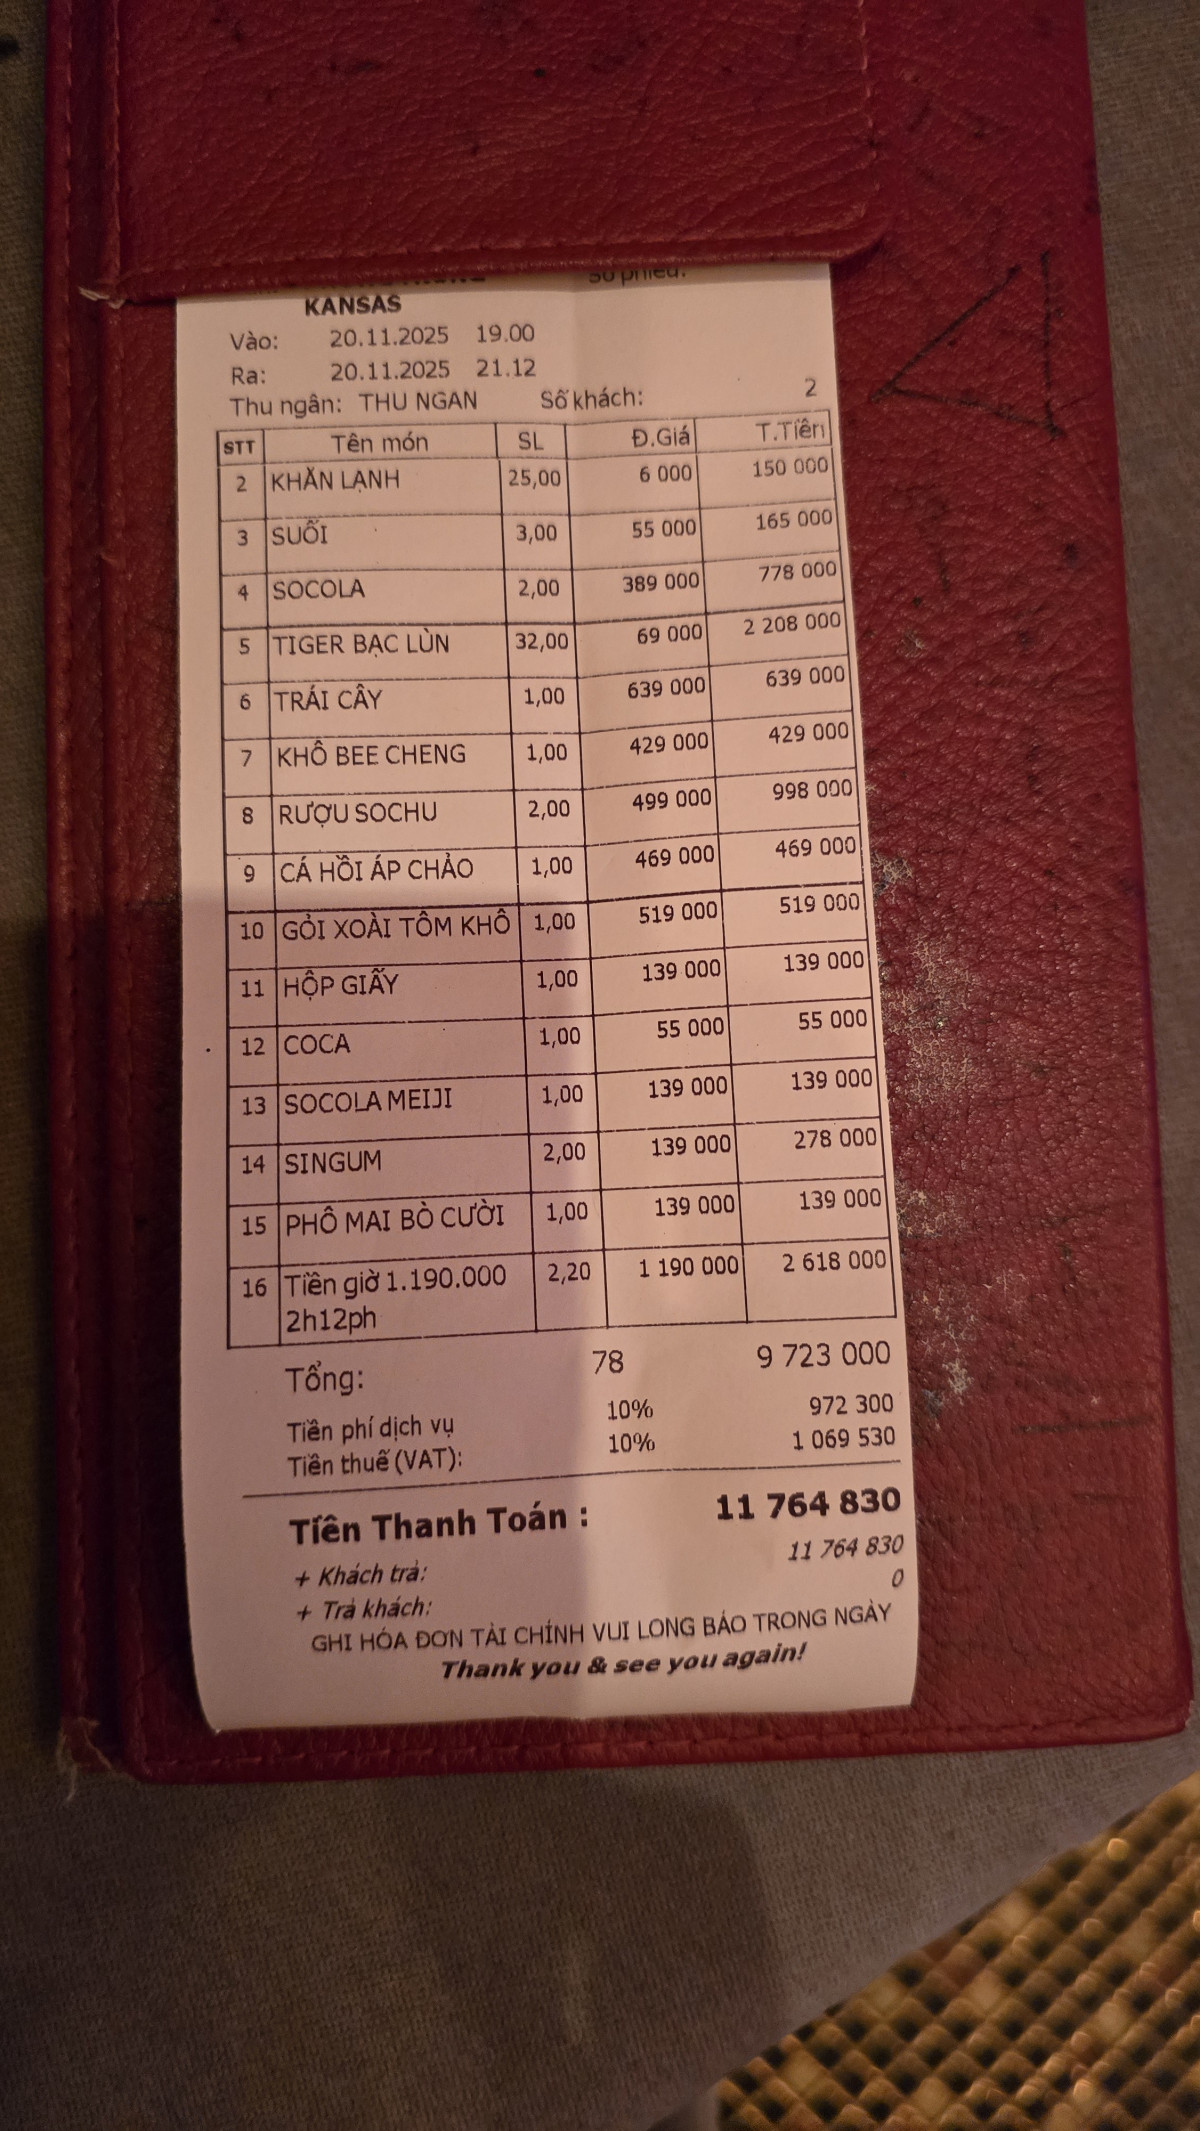 KANSAS
Số phiếu:
Vào: 20.11.2025 19.00
Ra: 20.11.2025 21.12
Thu ngân: THU NGAN Số khách: 2
STT Tên món SL Đ.Giá T.Tiền
2 KHĂN LẠNH 25,00 6 000 150 000
3 SUỐI 3,00 55 000 165 000
4 SOCOLA 2,00 389 000 778 000
5 TIGER BẠC LÙN 32,00 69 000 2 208 000
6 TRÁI CÂY 1,00 639 000 639 000
7 KHÔ BEE CHENG 1,00 429 000 429 000
8 RƯỢU SOCHU 2,00 499 000 998 000
9 CÁ HỒI ÁP CHẢO 1,00 469 000 469 000
10 GỎI XOÀI TÔM KHÔ 1,00 519 000 519 000
11 HỘP GIẤY 1,00 139 000 139 000
12 COCA 1,00 55 000 55 000
13 SOCOLA MEIJI 1,00 139 000 139 000
14 SINGUM 2,00 139 000 278 000
15 PHÔ MAI BÒ CƯỜI 1,00 139 000 139 000
16 Tiền giờ 1.190.000 2,20 1 190 000 2 618 000
2h12ph
Tổng: 78 9 723 000
Tiền phí dịch vụ 10% 972 300
Tiền thuế (VAT): 10% 1 069 530
Tiền Thanh Toán : 11 764 830
+ Khách trả: 11 764 830
+ Trả khách: 0
GHI HÓA ĐƠN TÀI CHÍNH VUI LONG BÁO TRONG NGÀY
Thank you & see you again!